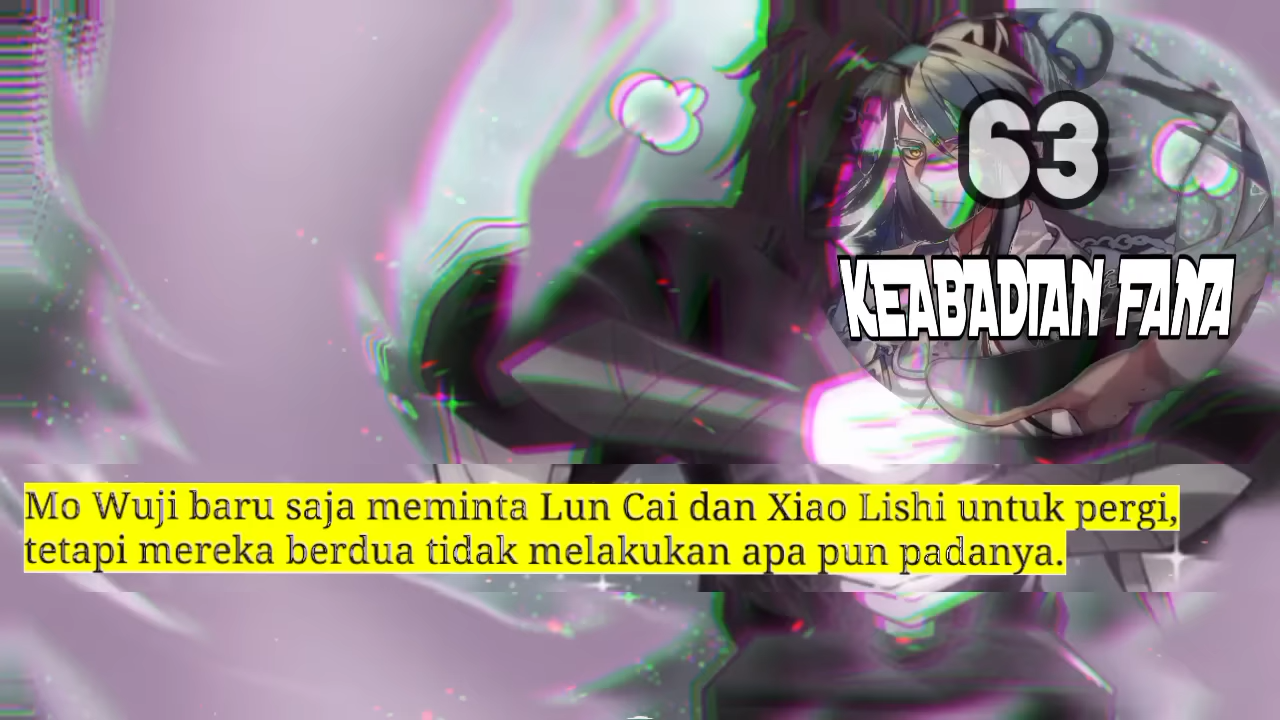 63
KEABADIAN FANA
Mo Wuji baru saja meminta Lun Cai dan Xiao Lishi untuk pergi,
tetapi mereka berdua tidak melakukan apa pun padanya.